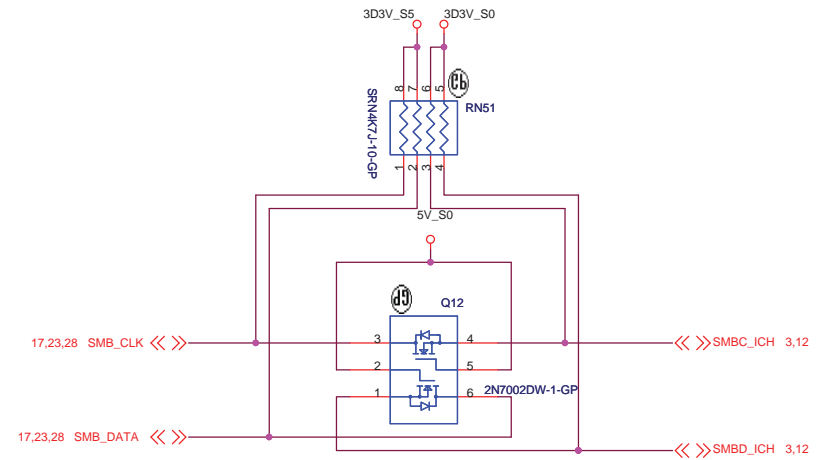 3D3V_S5 3D3V_S0
8 7 6 5
RN51
SRN4K7J-10-GP
1 2 3 4
5V_S0
GP
Q12
17,23,28 SMB_CLK 3 4 SMBC_ICH 3,12
2 5
1 6 2N7002DW-1-GP
17,23,28 SMB_DATA
SMBD_ICH 3,12